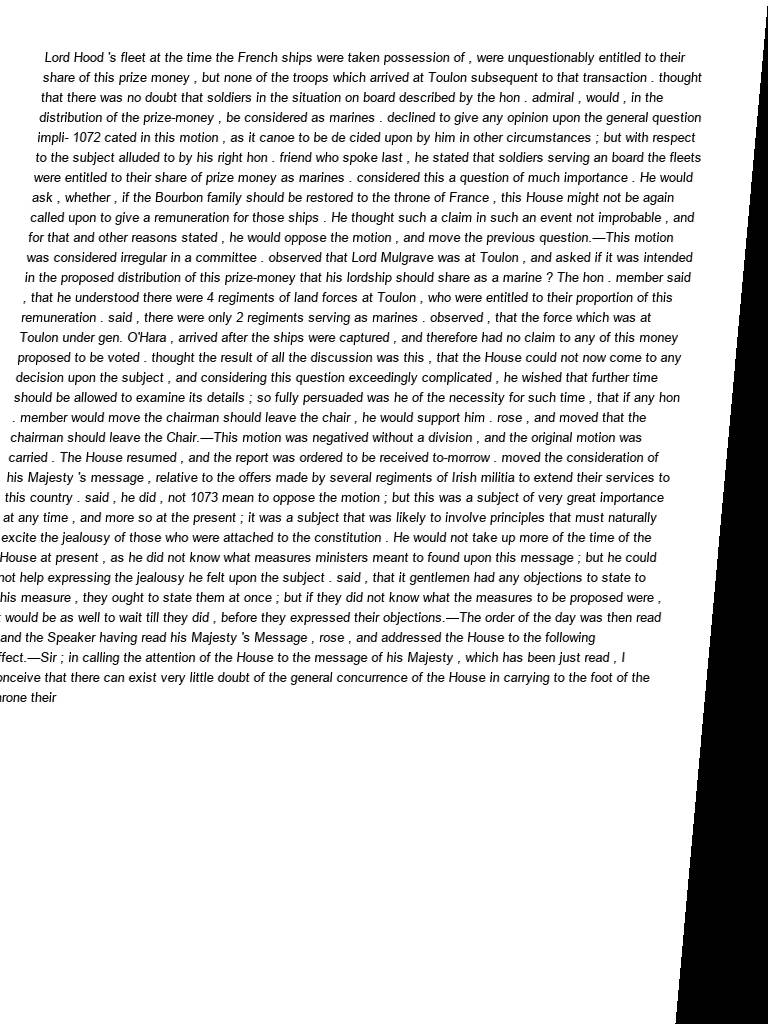 Lord Hood 's fleet at the time the French ships were taken possession of , were unquestionably entitled to their
share of this prize money , but none of the troops which arrived at Toulon subsequent to that transaction . thought
that there was no doubt that soldiers in the situation on board described by the hon . admiral , would , in the
distribution of the prize-money , be considered as marines . declined to give any opinion upon the general question
impli- 1072 cated in this motion , as it canoe to be de cided upon by him in other circumstances ; but with respect
to the subject alluded to by his right hon . friend who spoke last , he stated that soldiers serving an board the fleets
were entitled to their share of prize money as marines . considered this a question of much importance . He would
ask , whether , if the Bourbon family should be restored to the throne of France , this House might not be again
called upon to give a remuneration for those ships . He thought such a claim in such an event not improbable , and
for that and other reasons stated , he would oppose the motion , and move the previous question.—This motion
was considered irregular in a committee . observed that Lord Mulgrave was at Toulon , and asked if it was intended
in the proposed distribution of this prize-money that his lordship should share as a marine ? The hon . member said
, that he understood there were 4 regiments of land forces at Toulon , who were entitled to their proportion of this
remuneration . said , there were only 2 regiments serving as marines . observed , that the force which was at
Toulon under gen. O'Hara , arrived after the ships were captured , and therefore had no claim to any of this money
proposed to be voted . thought the result of all the discussion was this , that the House could not now come to any
decision upon the subject , and considering this question exceedingly complicated , he wished that further time
should be allowed to examine its details ; so fully persuaded was he of the necessity for such time , that if any hon
. member would move the chairman should leave the chair , he would support him . rose , and moved that the
chairman should leave the Chair.—This motion was negatived without a division , and the original motion was
carried . The House resumed , and the report was ordered to be received to-morrow . moved the consideration of
his Majesty 's message , relative to the offers made by several regiments of Irish militia to extend their services to
this country . said , he did , not 1073 mean to oppose the motion ; but this was a subject of very great importance
at any time , and more so at the present ; it was a subject that was likely to involve principles that must naturally
excite the jealousy of those who were attached to the constitution . He would not take up more of the time of the
House at present , as he did not know what measures ministers meant to found upon this message ; but he could
not help expressing the jealousy he felt upon the subject . said , that it gentlemen had any objections to state to
his measure , they ought to state them at once ; but if they did not know what the measures to be proposed were ,
would be as well to wait till they did , before they expressed their objections.—The order of the day was then read
and the Speaker having read his Majesty 's Message , rose , and addressed the House to the following
ffect.—Sir ; in calling the attention of the House to the message of his Majesty , which has been just read , I
onceive that there can exist very little doubt of the general concurrence of the House in carrying to the foot of the
rone their